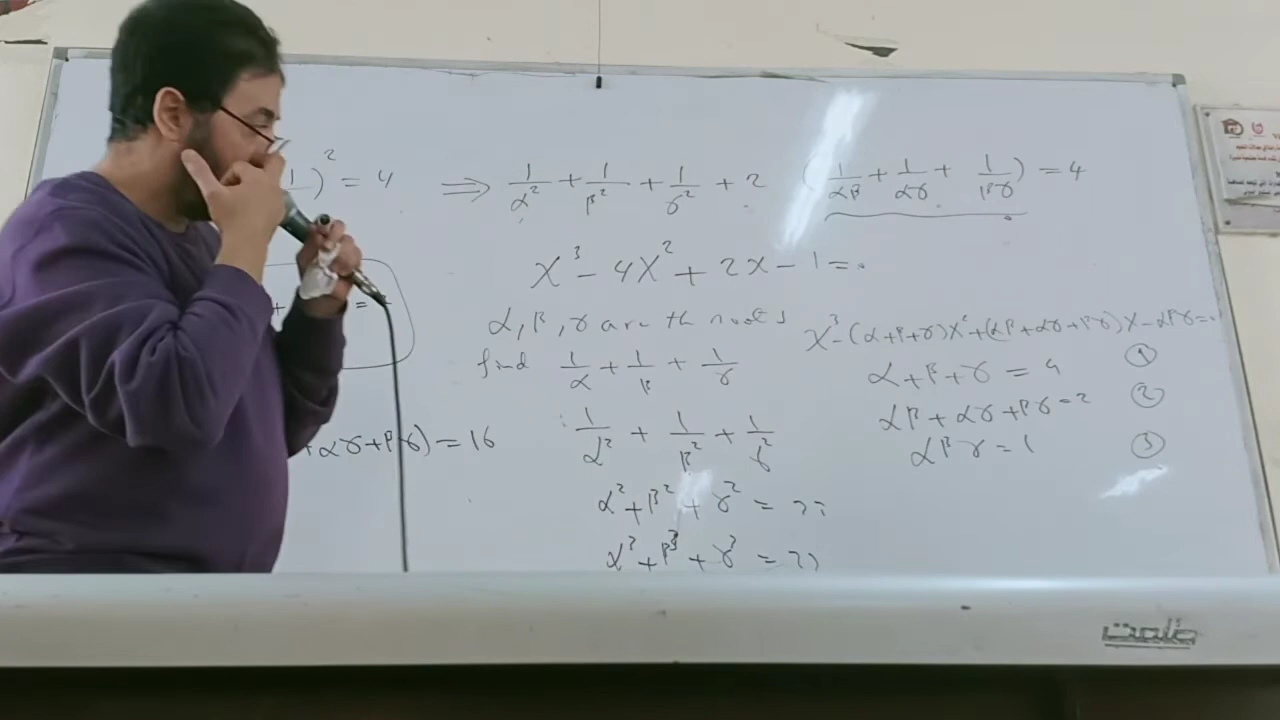 )² = 4 ⟹ 1/α² + 1/β² + 1/γ² + 2 (1/αβ + 1/αγ + 1/βγ) = 4
x³ - 4x² + 2x - 1 = 0
α, β, γ are th roots
x³ - (α+β+γ)x² + (αβ+αγ+βγ)x - αβγ = 0
find 1/α + 1/β + 1/γ
α+β+γ = 4 ①
1/α² + 1/β² + 1/γ²
αβ + αγ + βγ = 2 ②
+ αγ + βγ) = 16
αβγ = 1 ③
α² + β² + γ² = ??
α³ + β³ + γ³ = ??